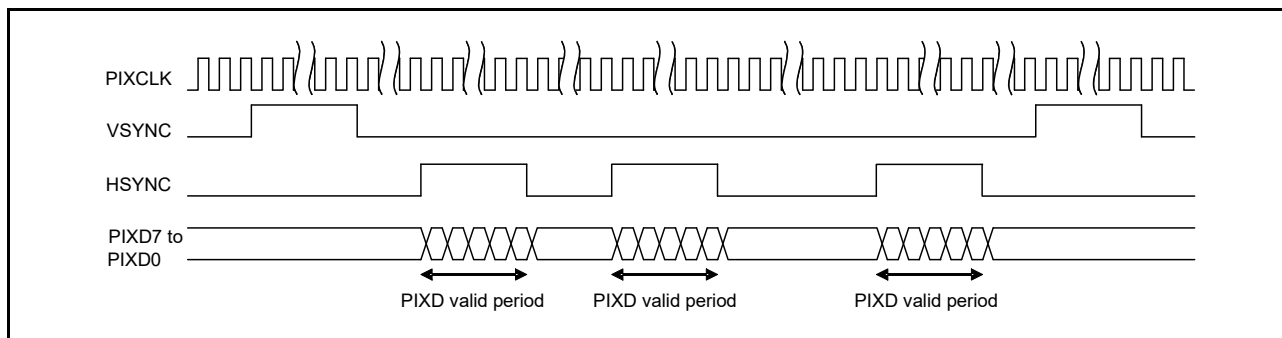 PIXCLK
VSYNC
HSYNC
PIXD7 to
PIXD0
PIXD valid period
PIXD valid period
PIXD valid period